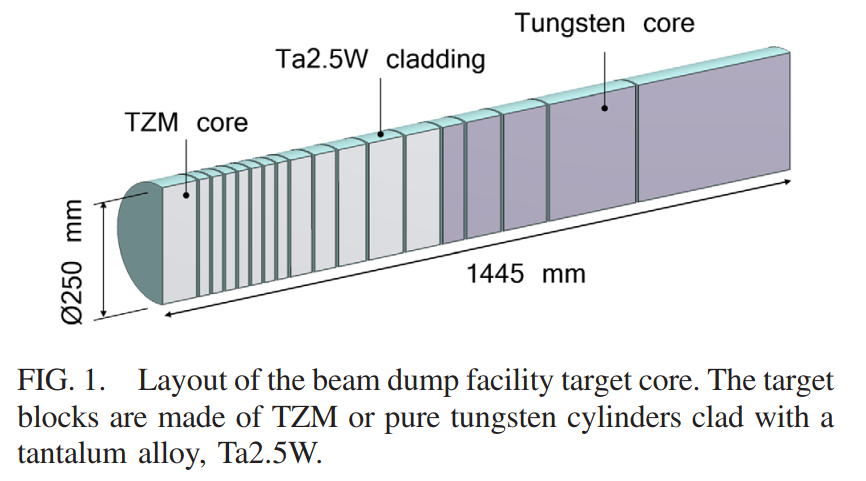 Tungsten core
Ta2.5W cladding
TZM core
Ø250 mm
1445 mm
FIG. 1. Layout of the beam dump facility target core. The target
blocks are made of TZM or pure tungsten cylinders clad with a
tantalum alloy, Ta2.5W.